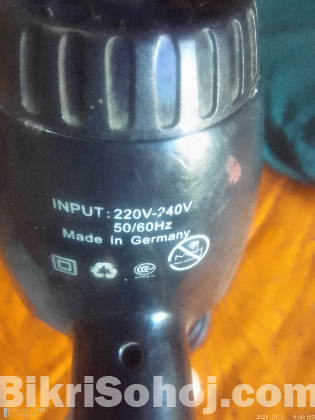 INPUT: 220V-240V
50/60Hz
Made in Germany
BikriSohoj.com